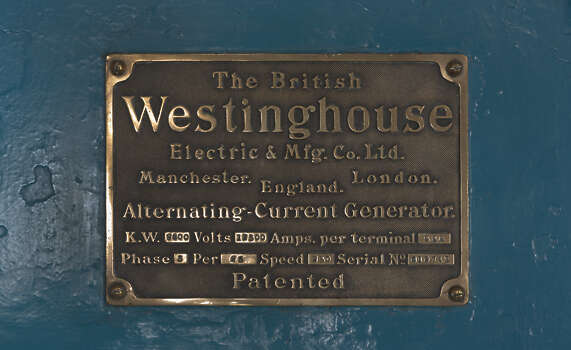 The British
Westinghouse
Electric & Mfg. Co. Ltd.
Manchester. England. London.
Alternating-Current Generator.
K.W. Volts Amps. per terminal
Phase 3 Per Speed Serial No
Patented